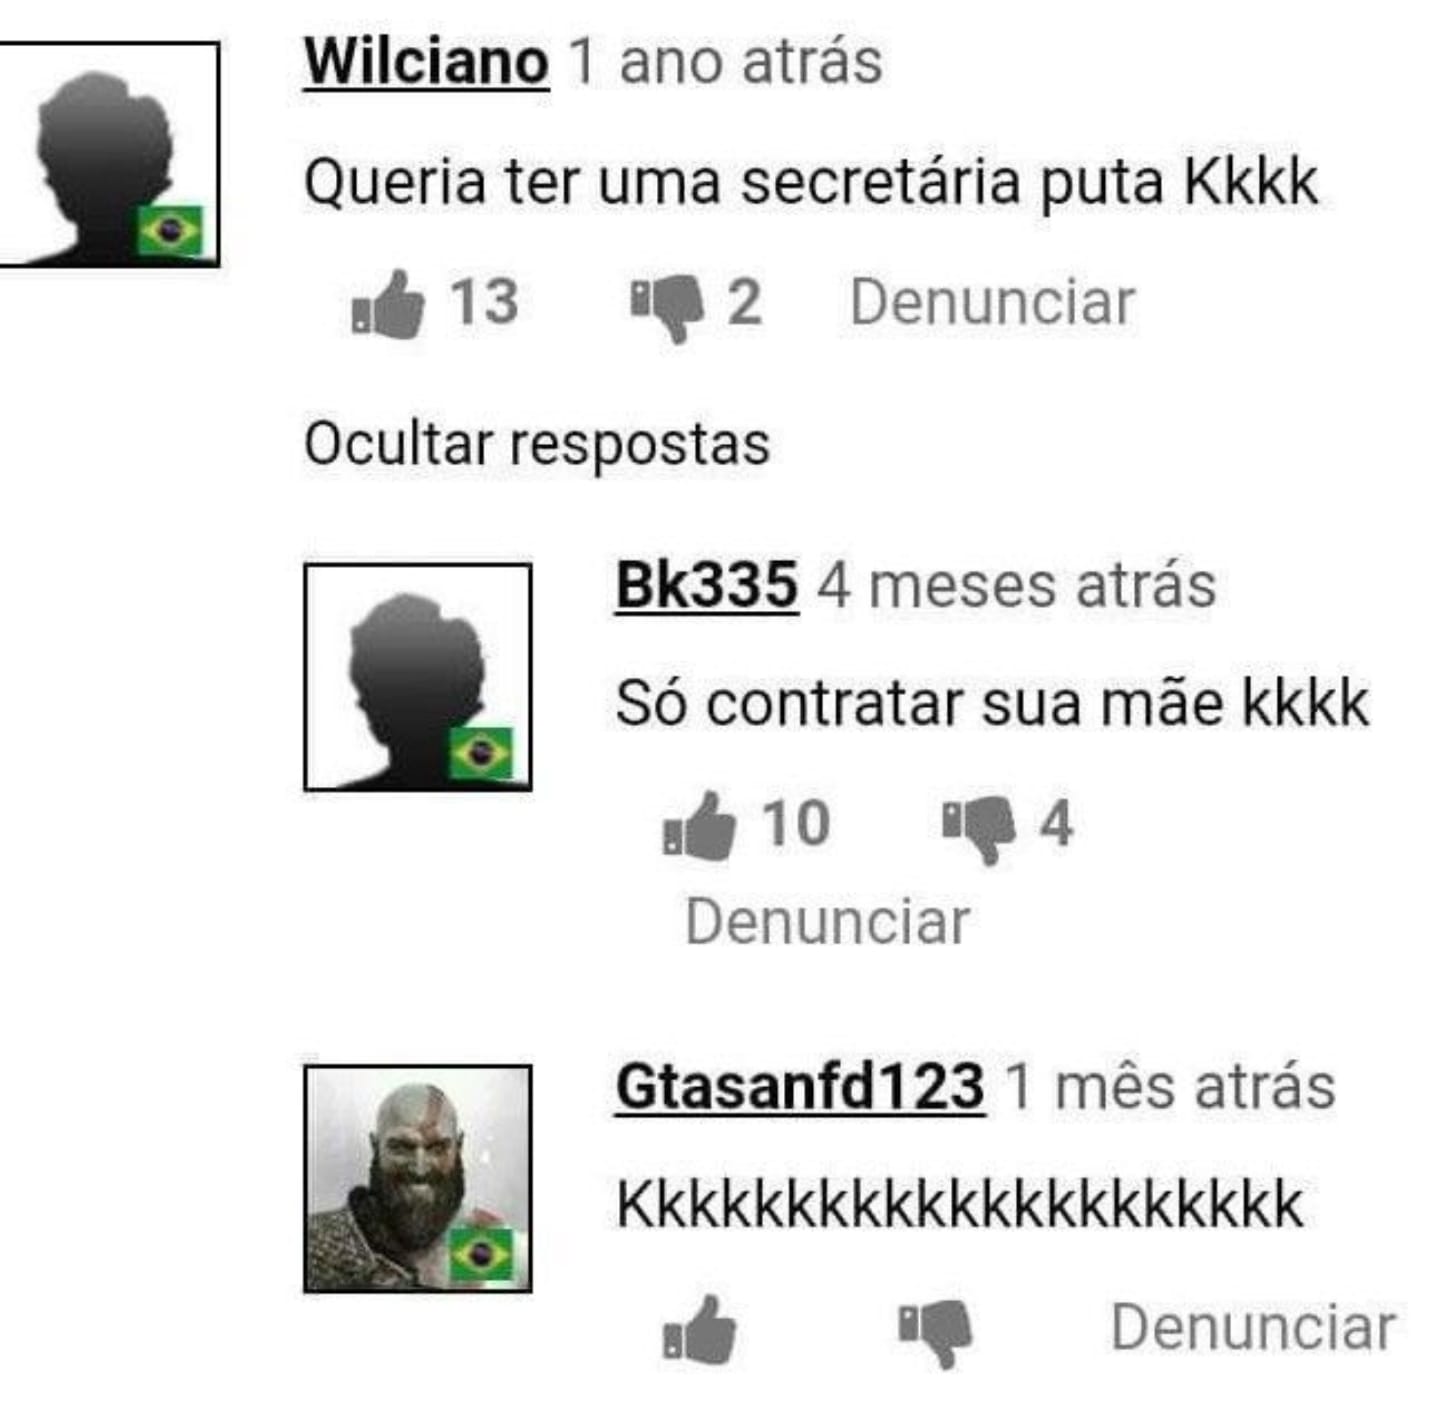 Wilciano 1 ano atrás
Queria ter uma secretária puta Kkkk
13 2 Denunciar
Ocultar respostas
Bk335 4 meses atrás
Só contratar sua mãe kkkk
10 4
Denunciar
Gtasanfd123 1 mês atrás
Kkkkkkkkkkkkkkkkkkkkk
Denunciar